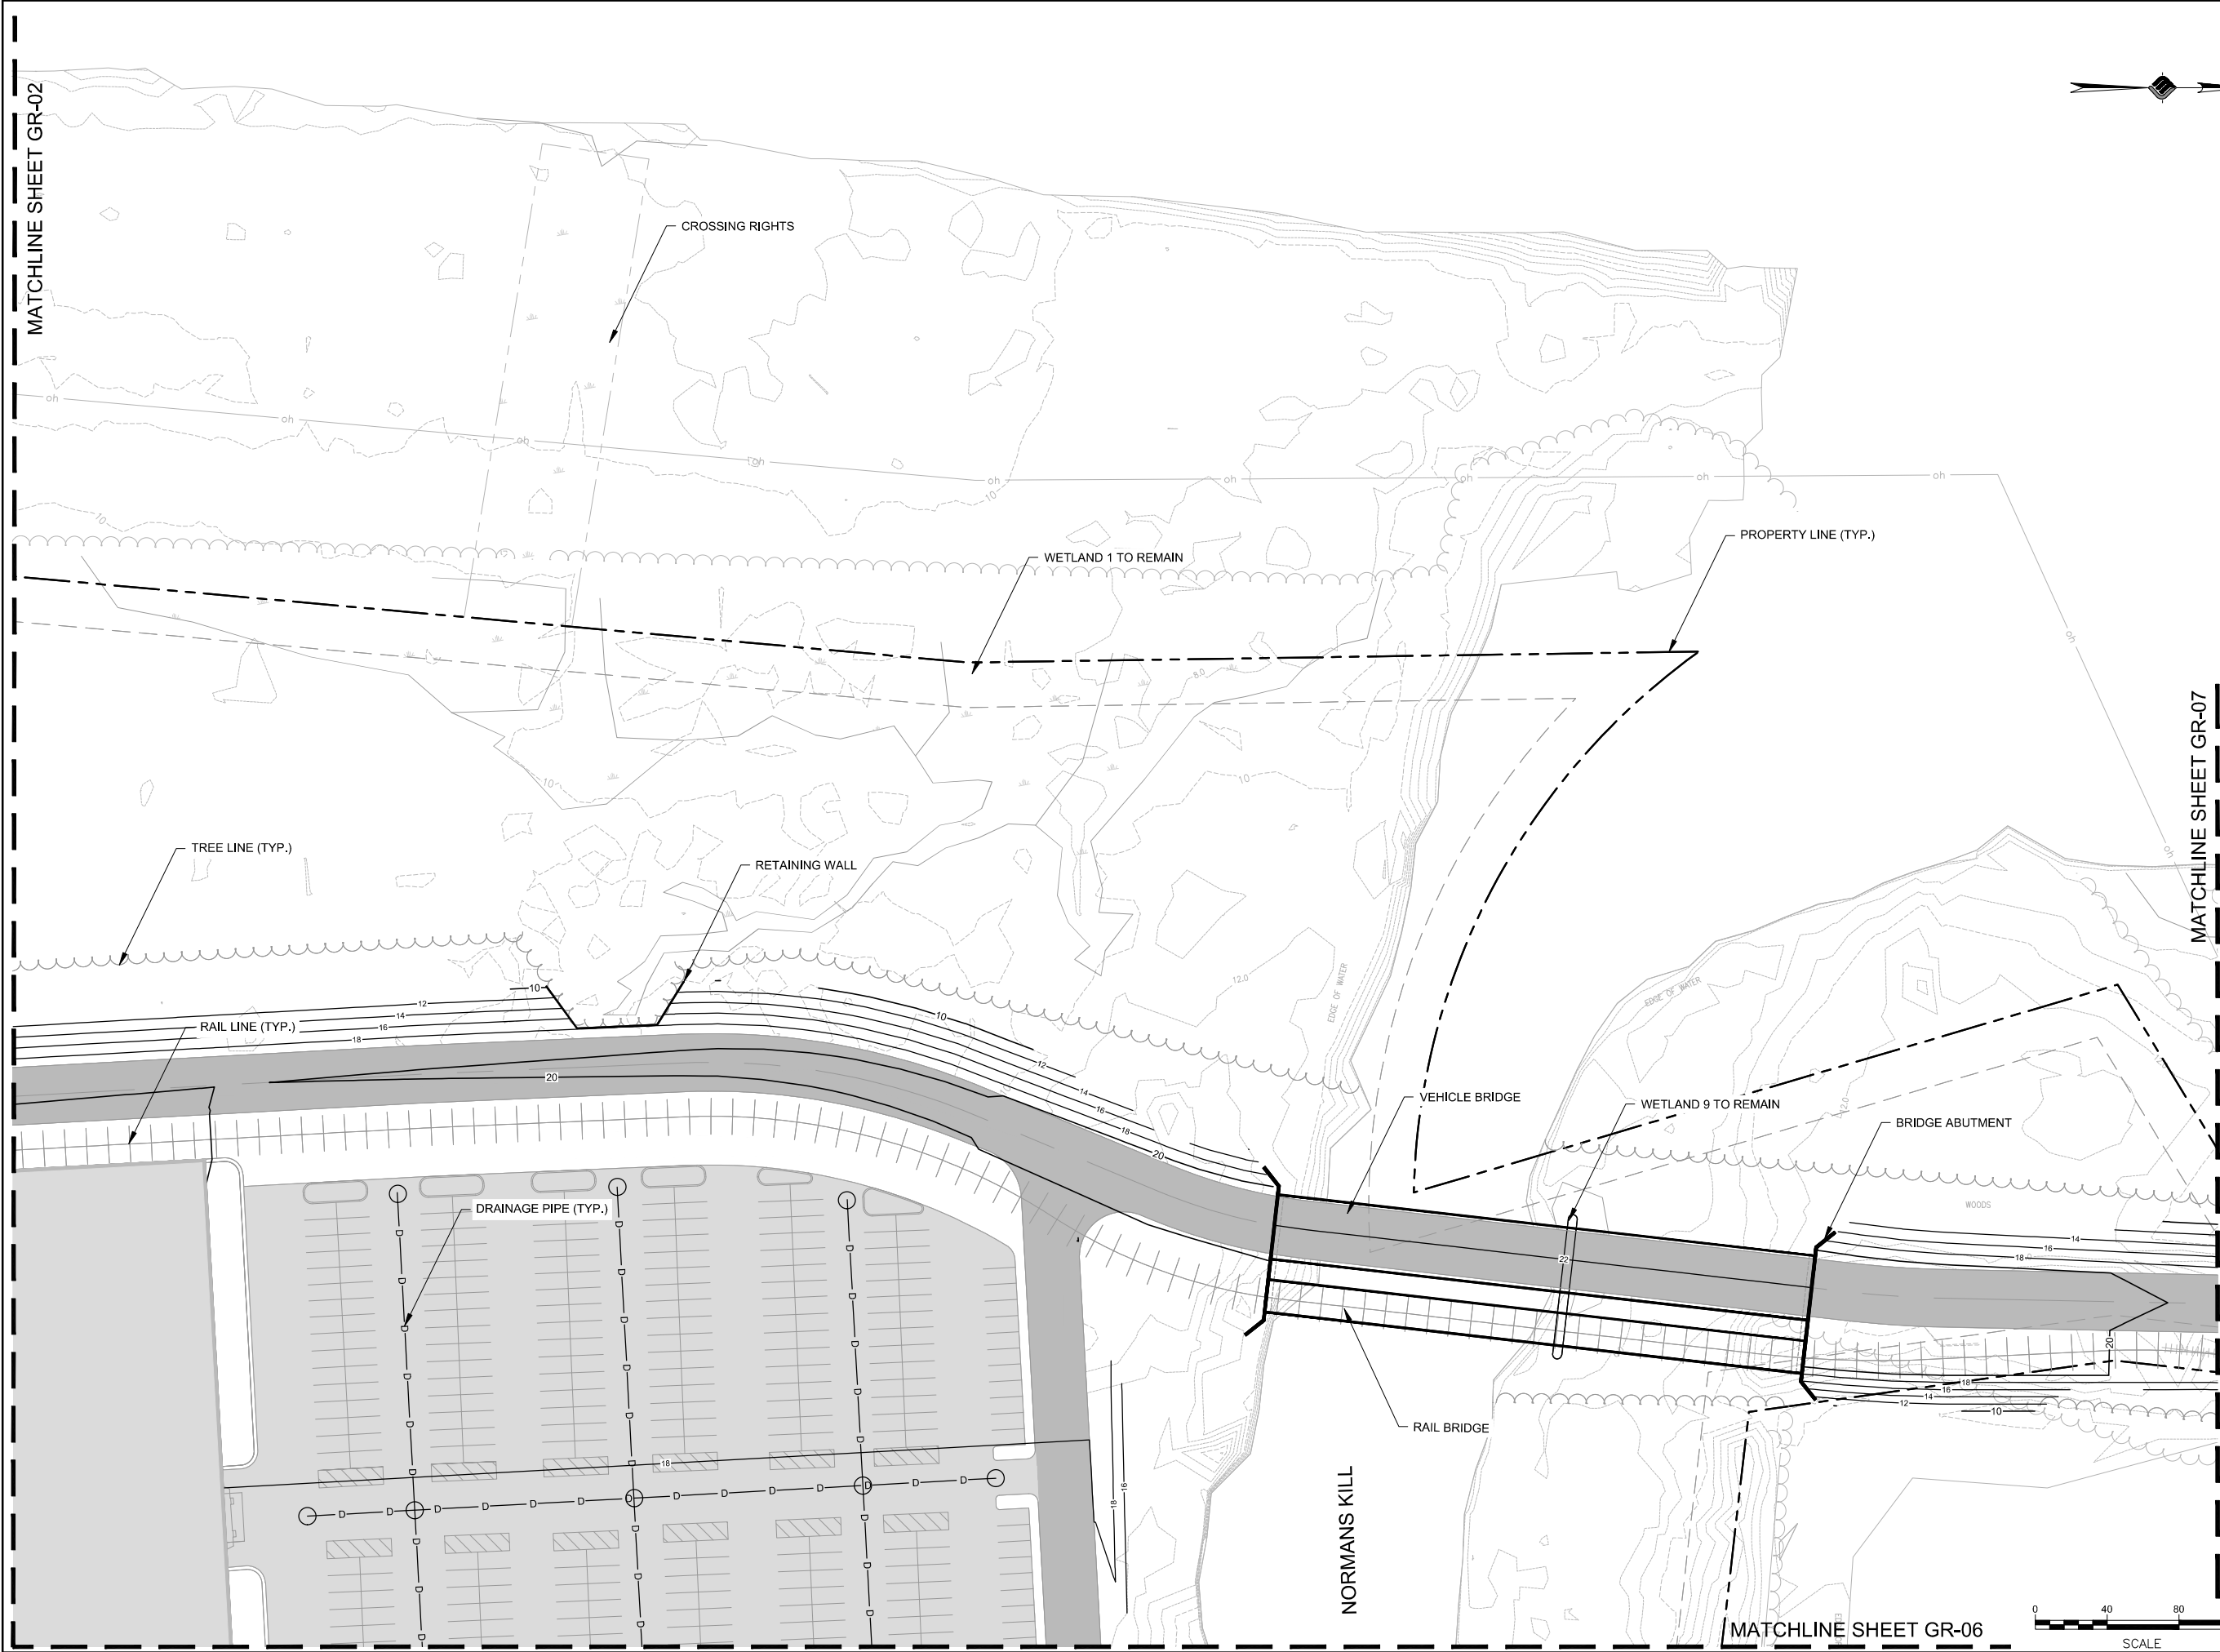 MATCHLINE SHEET GR-02
CROSSING RIGHTS
oh
oh
oh
oh
oh
oh
oh
oh
oh
oh
oh
10
10
PROPERTY LINE (TYP.)
WETLAND 1 TO REMAIN
8.0
10
10
MATCHLINE SHEET GR-07
TREE LINE (TYP.)
RETAINING WALL
12.0
EDGE OF WATER
EDGE OF WATER
10
12
14
16
18
RAIL LINE (TYP.)
10
12
14
16
18
20
20
12.0
VEHICLE BRIDGE
WETLAND 9 TO REMAIN
BRIDGE ABUTMENT
WOODS
DRAINAGE PIPE (TYP.)
22
14
16
18
20
18
16
14
12
10
RAIL BRIDGE
18
18
16
D D D D D D D D D D D D D
NORMANS KILL
MATCHLINE SHEET GR-06
0 40 80
SCALE